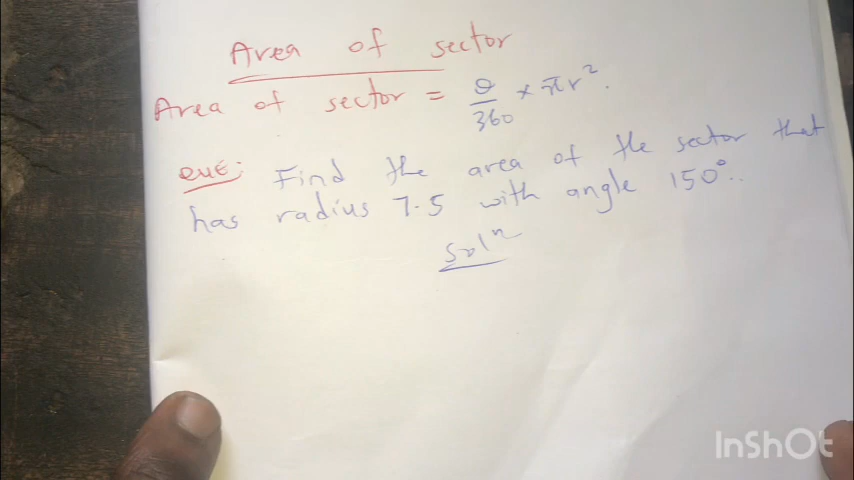 Area of sector
Area of sector = θ/360 × πr².
QUE: Find the area of the sector that
has radius 7.5 with angle 150°.
Solⁿ
InShOt